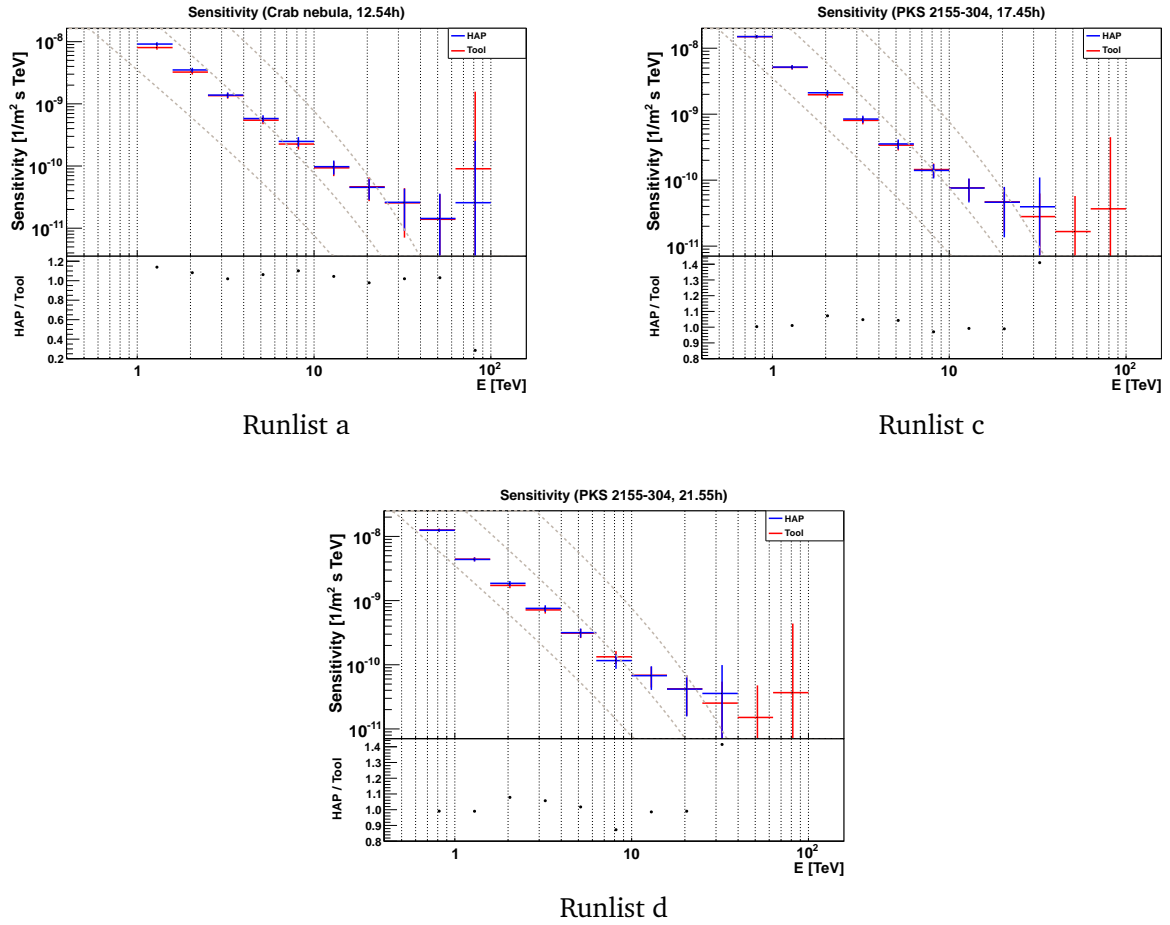 Sensitivity (Crab nebula, 12.54h)
Sensitivity [1/m² s TeV]
10⁻⁸
10⁻⁹
10⁻¹⁰
10⁻¹¹
HAP
Tool
HAP / Tool
1.2
1.0
0.8
0.6
0.4
0.2
1 10 10²
E [TeV]
Runlist a
Sensitivity (PKS 2155-304, 17.45h)
Sensitivity [1/m² s TeV]
10⁻⁸
10⁻⁹
10⁻¹⁰
10⁻¹¹
HAP
Tool
HAP / Tool
1.4
1.3
1.2
1.1
1.0
0.9
0.8
1 10 10²
E [TeV]
Runlist c
Sensitivity (PKS 2155-304, 21.55h)
Sensitivity [1/m² s TeV]
10⁻⁸
10⁻⁹
10⁻¹⁰
10⁻¹¹
HAP
Tool
HAP / Tool
1.4
1.3
1.2
1.1
1.0
0.9
0.8
1 10 10²
E [TeV]
Runlist d